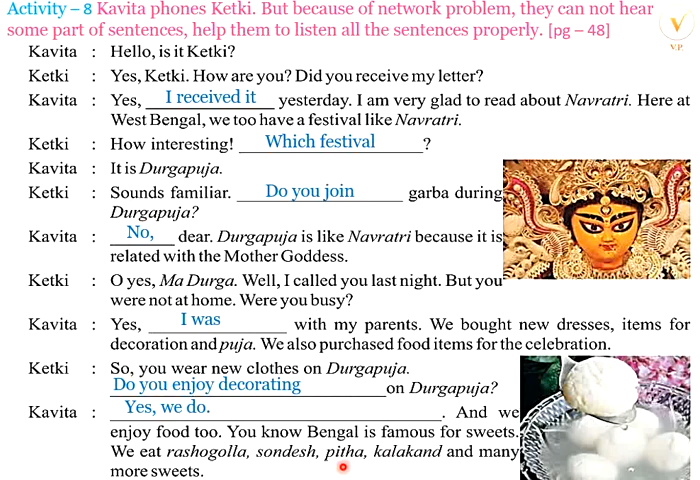 Activity – 8 Kavita phones Ketki. But because of network problem, they can not hear
some part of sentences, help them to listen all the sentences properly. [pg – 48]
V.P.
Kavita : Hello, is it Ketki?
Ketki : Yes, Ketki. How are you? Did you receive my letter?
Kavita : Yes, I received it yesterday. I am very glad to read about Navratri. Here at
West Bengal, we too have a festival like Navratri.
Ketki : How interesting! Which festival ?
Kavita : It is Durgapuja.
Ketki : Sounds familiar. Do you join garba during
Durgapuja?
Kavita : No, dear. Durgapuja is like Navratri because it is
related with the Mother Goddess.
Ketki : O yes, Ma Durga. Well, I called you last night. But you
were not at home. Were you busy?
Kavita : Yes, I was with my parents. We bought new dresses, items for
decoration and puja. We also purchased food items for the celebration.
Ketki : So, you wear new clothes on Durgapuja.
Do you enjoy decorating on Durgapuja?
Kavita : Yes, we do. . And we
enjoy food too. You know Bengal is famous for sweets.
We eat rashogolla, sondesh, pitha, kalakand and many
more sweets.